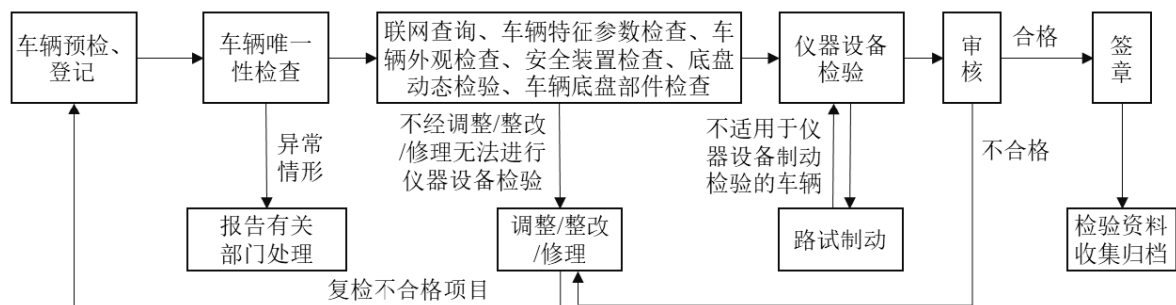 车辆预检、
登记
车辆唯一
性检查
联网查询、车辆特征参数检查、车
辆外观检查、安全装置检查、底盘
动态检验、车辆底盘部件检查
仪器设备
检验
审
核
合格
签
章
异常
情形
不经调整/整改
/修理无法进行
仪器设备检验
不适用于仪
器设备制动
检验的车辆
不合格
报告有关
部门处理
调整/整改
/修理
路试制动
检验资料
收集归档
复检不合格项目